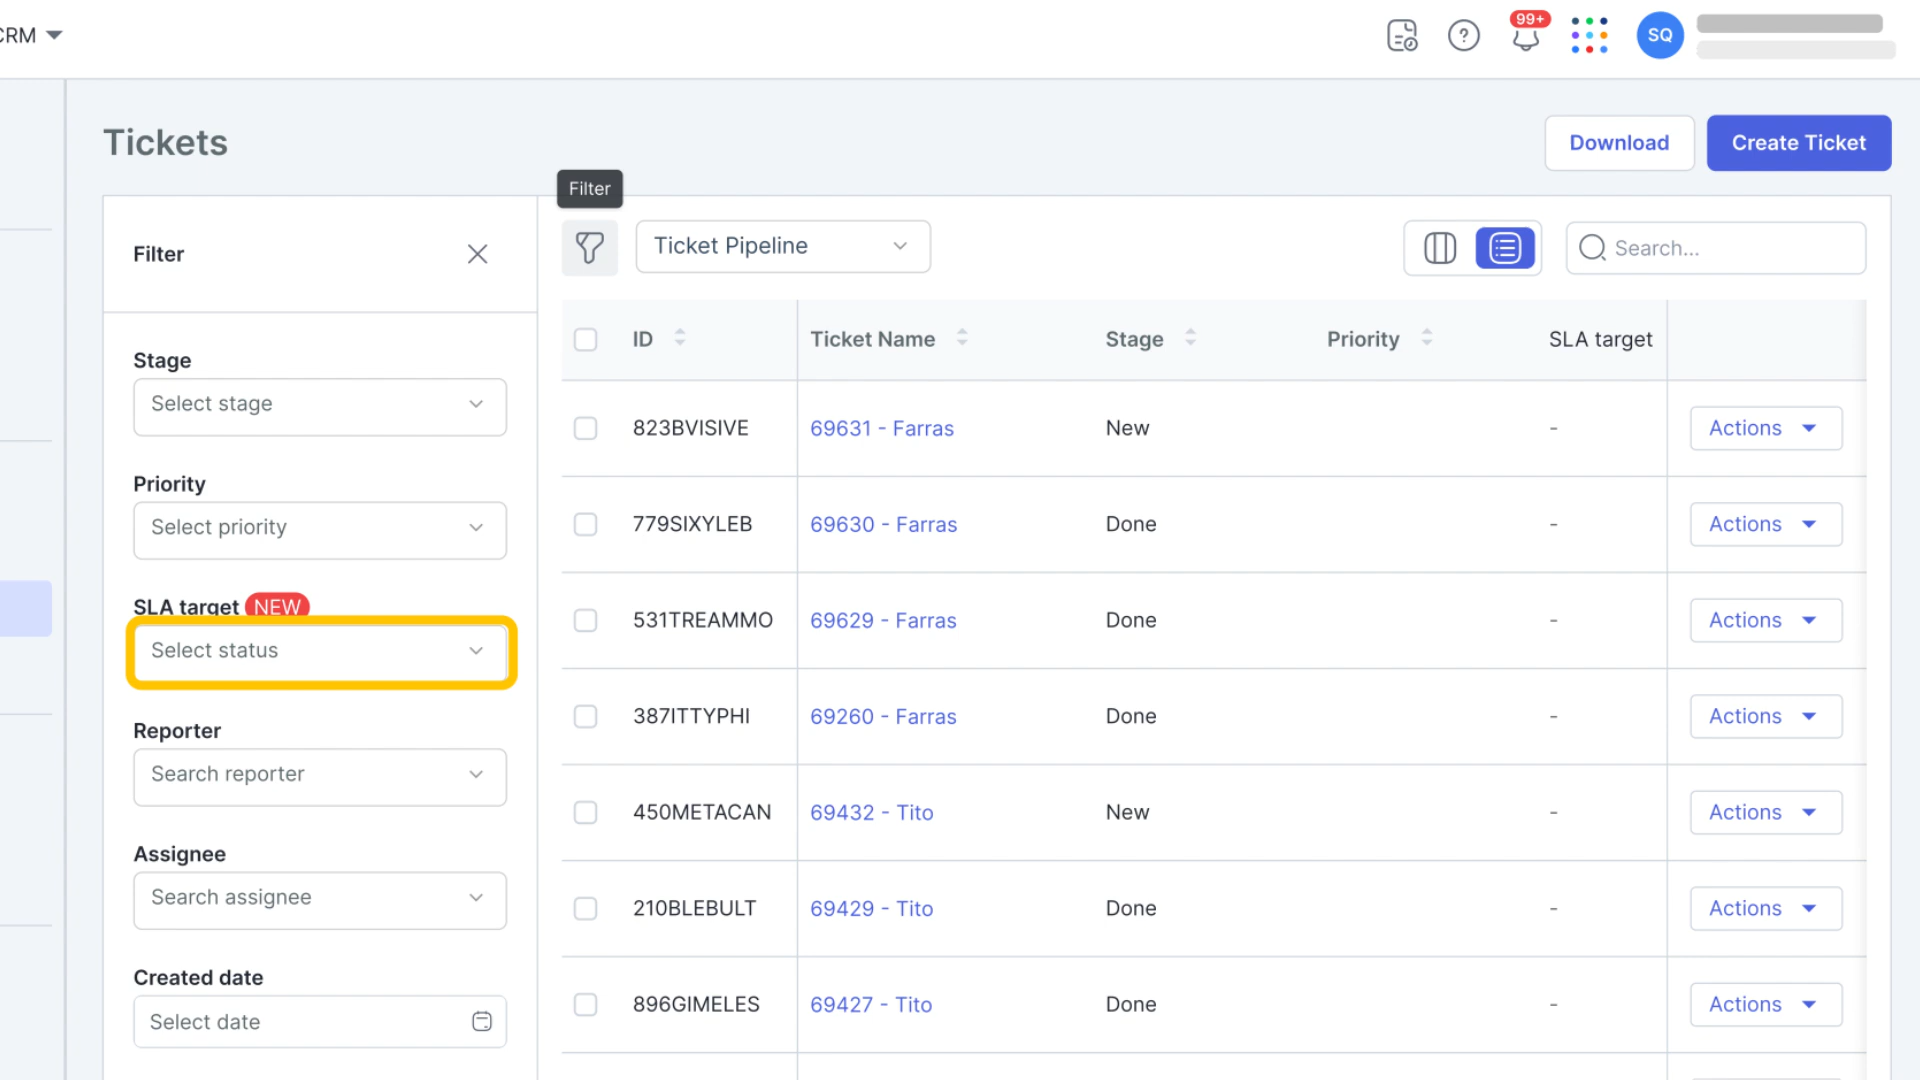 CRM
99+
SQ
Tickets
Download
Create Ticket
Filter
Filter
Ticket Pipeline
Search...
Stage
Select stage
Priority
Select priority
SLA target NEW
Select status
Reporter
Search reporter
Assignee
Search assignee
Created date
Select date
ID Ticket Name Stage Priority SLA target
823BVISIVE 69631 - Farras New - Actions
779SIXYLEB 69630 - Farras Done - Actions
531TREAMMO 69629 - Farras Done - Actions
387ITTYPHI 69260 - Farras Done - Actions
450METACAN 69432 - Tito New - Actions
210BLEBULT 69429 - Tito Done - Actions
896GIMELES 69427 - Tito Done - Actions